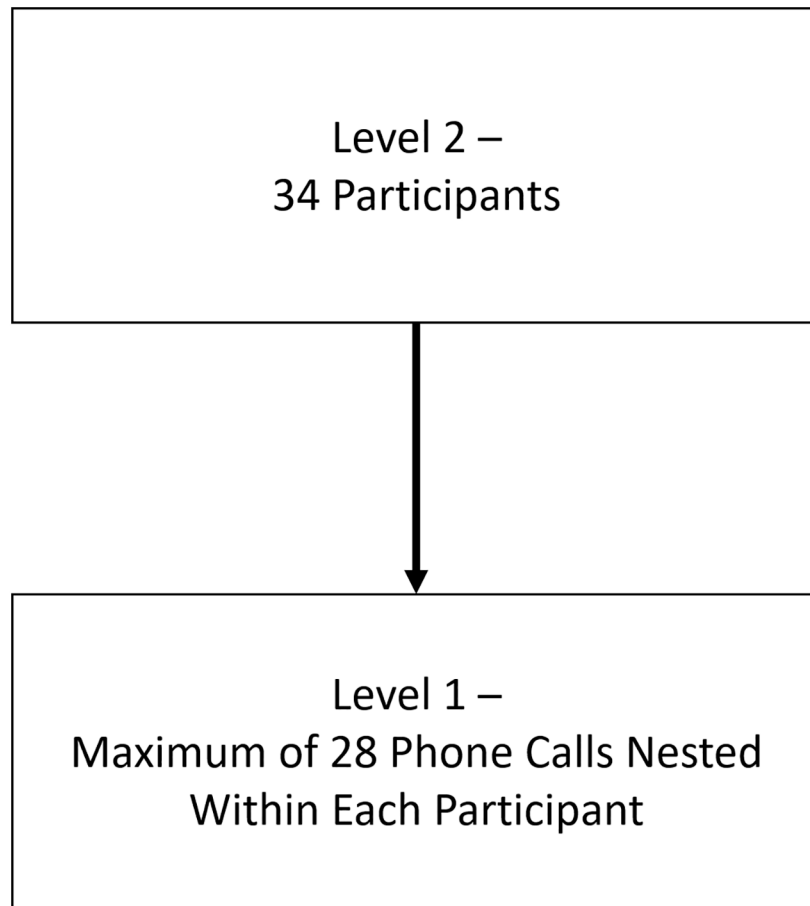 Level 2 –
34 Participants
Level 1 –
Maximum of 28 Phone Calls Nested
Within Each Participant